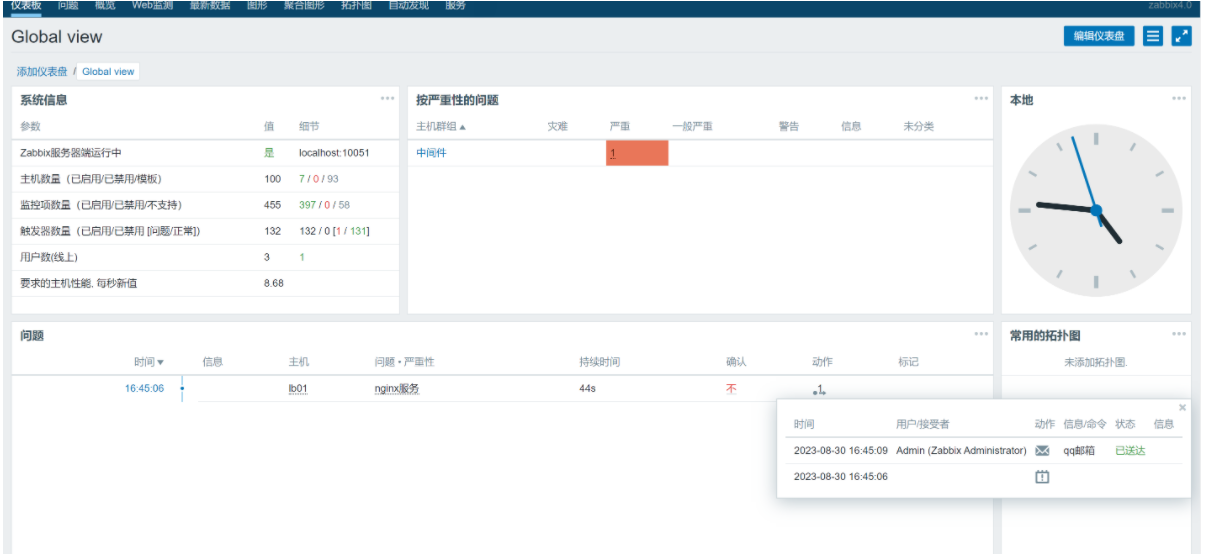 仪表板 问题 概览 Web监测 最新数据 图形 聚合图形 拓扑图 自动发现 服务 zabbix4.0
Global view 编辑仪表盘
添加仪表盘 / Global view
系统信息
参数 值 细节
Zabbix服务器端运行中 是 localhost:10051
主机数量（已启用/已禁用/模板） 100 7 / 0 / 93
监控项数量（已启用/已禁用/不支持） 455 397 / 0 / 58
触发器数量（已启用/已禁用 [问题/正常]） 132 132 / 0 [1 / 131]
用户数(线上) 3 1
要求的主机性能, 每秒新值 8.68
按严重性的问题
主机群组▲ 灾难 严重 一般严重 警告 信息 未分类
中间件 1
本地
问题
时间▼ 信息 主机 问题 • 严重性 持续时间 确认 动作 标记
16:45:06 lb01 nginx服务 44s 不 1
常用的拓扑图
未添加拓扑图.
时间 用户/接受者 动作 信息/命令 状态 信息
2023-08-30 16:45:09 Admin (Zabbix Administrator) qq邮箱 已送达
2023-08-30 16:45:06